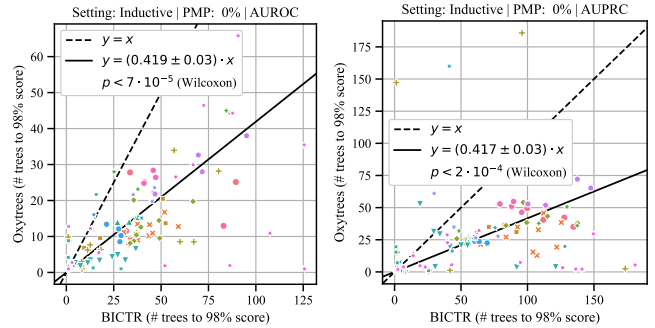 Setting: Inductive | PMP: 0% | AUROC
Oxytrees (# trees to 98% score)
60
50
40
30
20
10
0
y = x
y = (0.419 ± 0.03) · x
p < 7 · 10⁻⁵ (Wilcoxon)
0 25 50 75 100 125
BICTR (# trees to 98% score)
Setting: Inductive | PMP: 0% | AUPRC
Oxytrees (# trees to 98% score)
175
150
125
100
75
50
25
0
y = x
y = (0.417 ± 0.03) · x
p < 2 · 10⁻⁴ (Wilcoxon)
0 50 100 150
BICTR (# trees to 98% score)